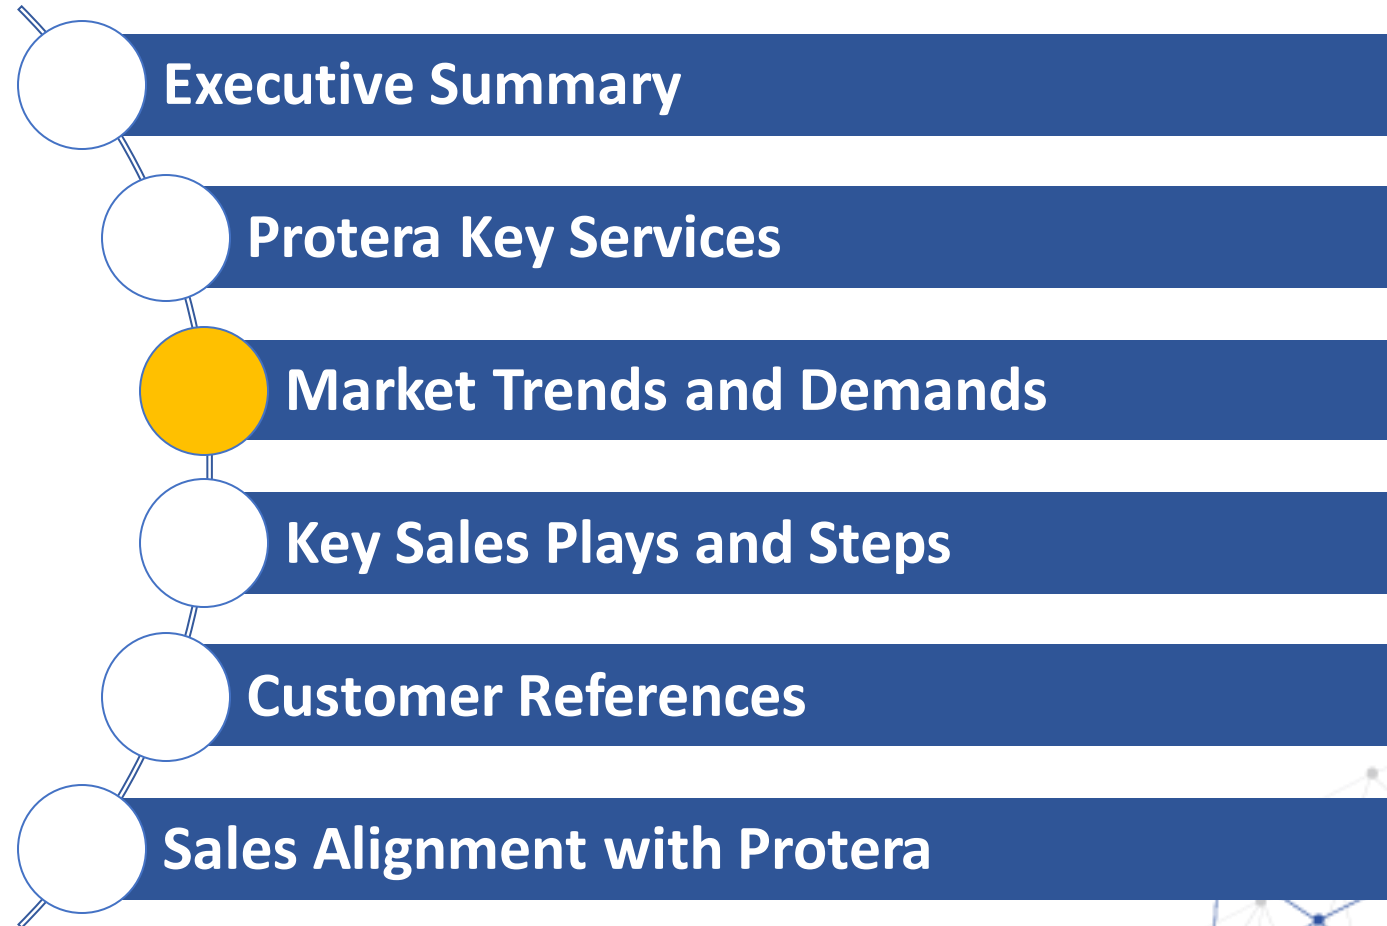 Executive Summary
Protera Key Services
Market Trends and Demands
Key Sales Plays and Steps
Customer References
Sales Alignment with Protera